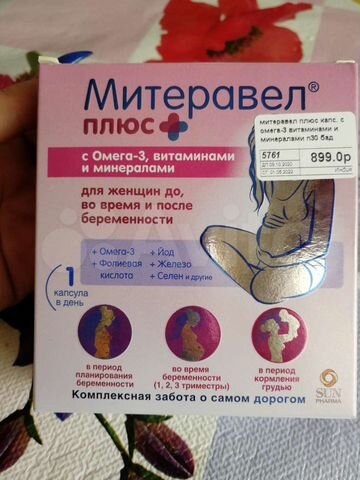 Митеравел®
ПЛЮС
митеравел плюс капс. с
омега-3 витаминами и
минералами n30 бад
5761
899.0р
с Омега-3, витаминами
и минералами
для женщин до,
во время и после
беременности
+ Омега-3
+ Фолиевая
кислота
+ Йод
+ Железо
+ Селен и другие
1
капсула
в день
в период
планирования
беременности
во время
беременности
(1, 2, 3 триместры)
в период
кормления
грудью
SUN
PHARMA
Комплексная забота о самом дорогом